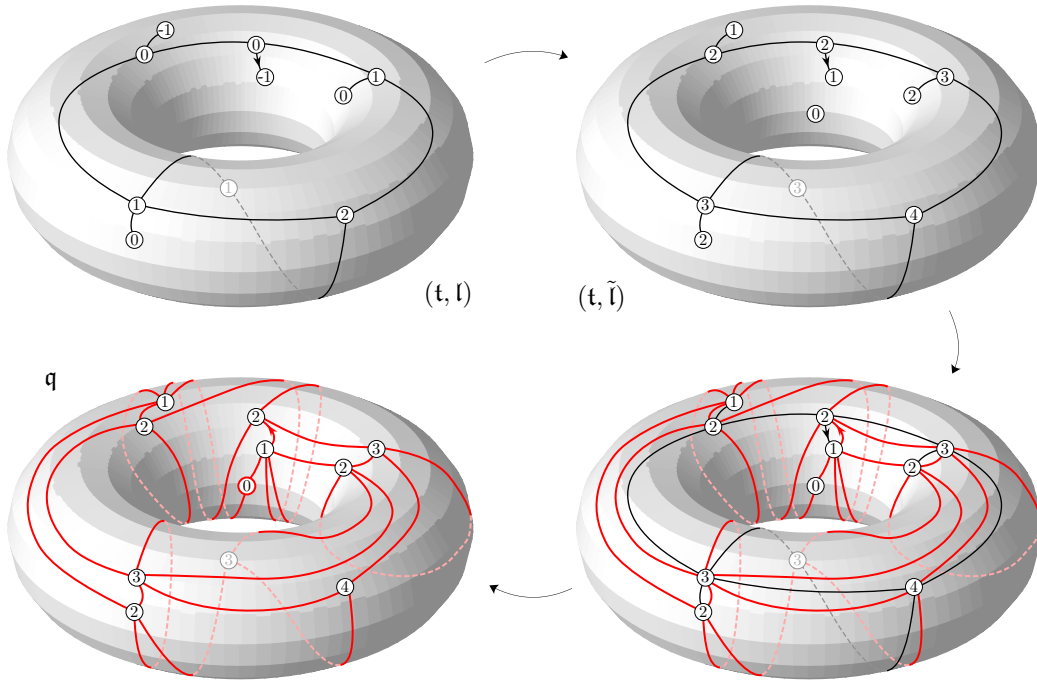 -1
0 0 2 2 1
-1 1 1 3
0 2 0
1 3
1 2 3 4
0 2
(𝔱, 𝔩) (𝔱, 𝔩̃)
𝔮
1 2 1 2
2 1 3 2 1 3
2 2
0 0
3 3
3 4 3 4
2 2